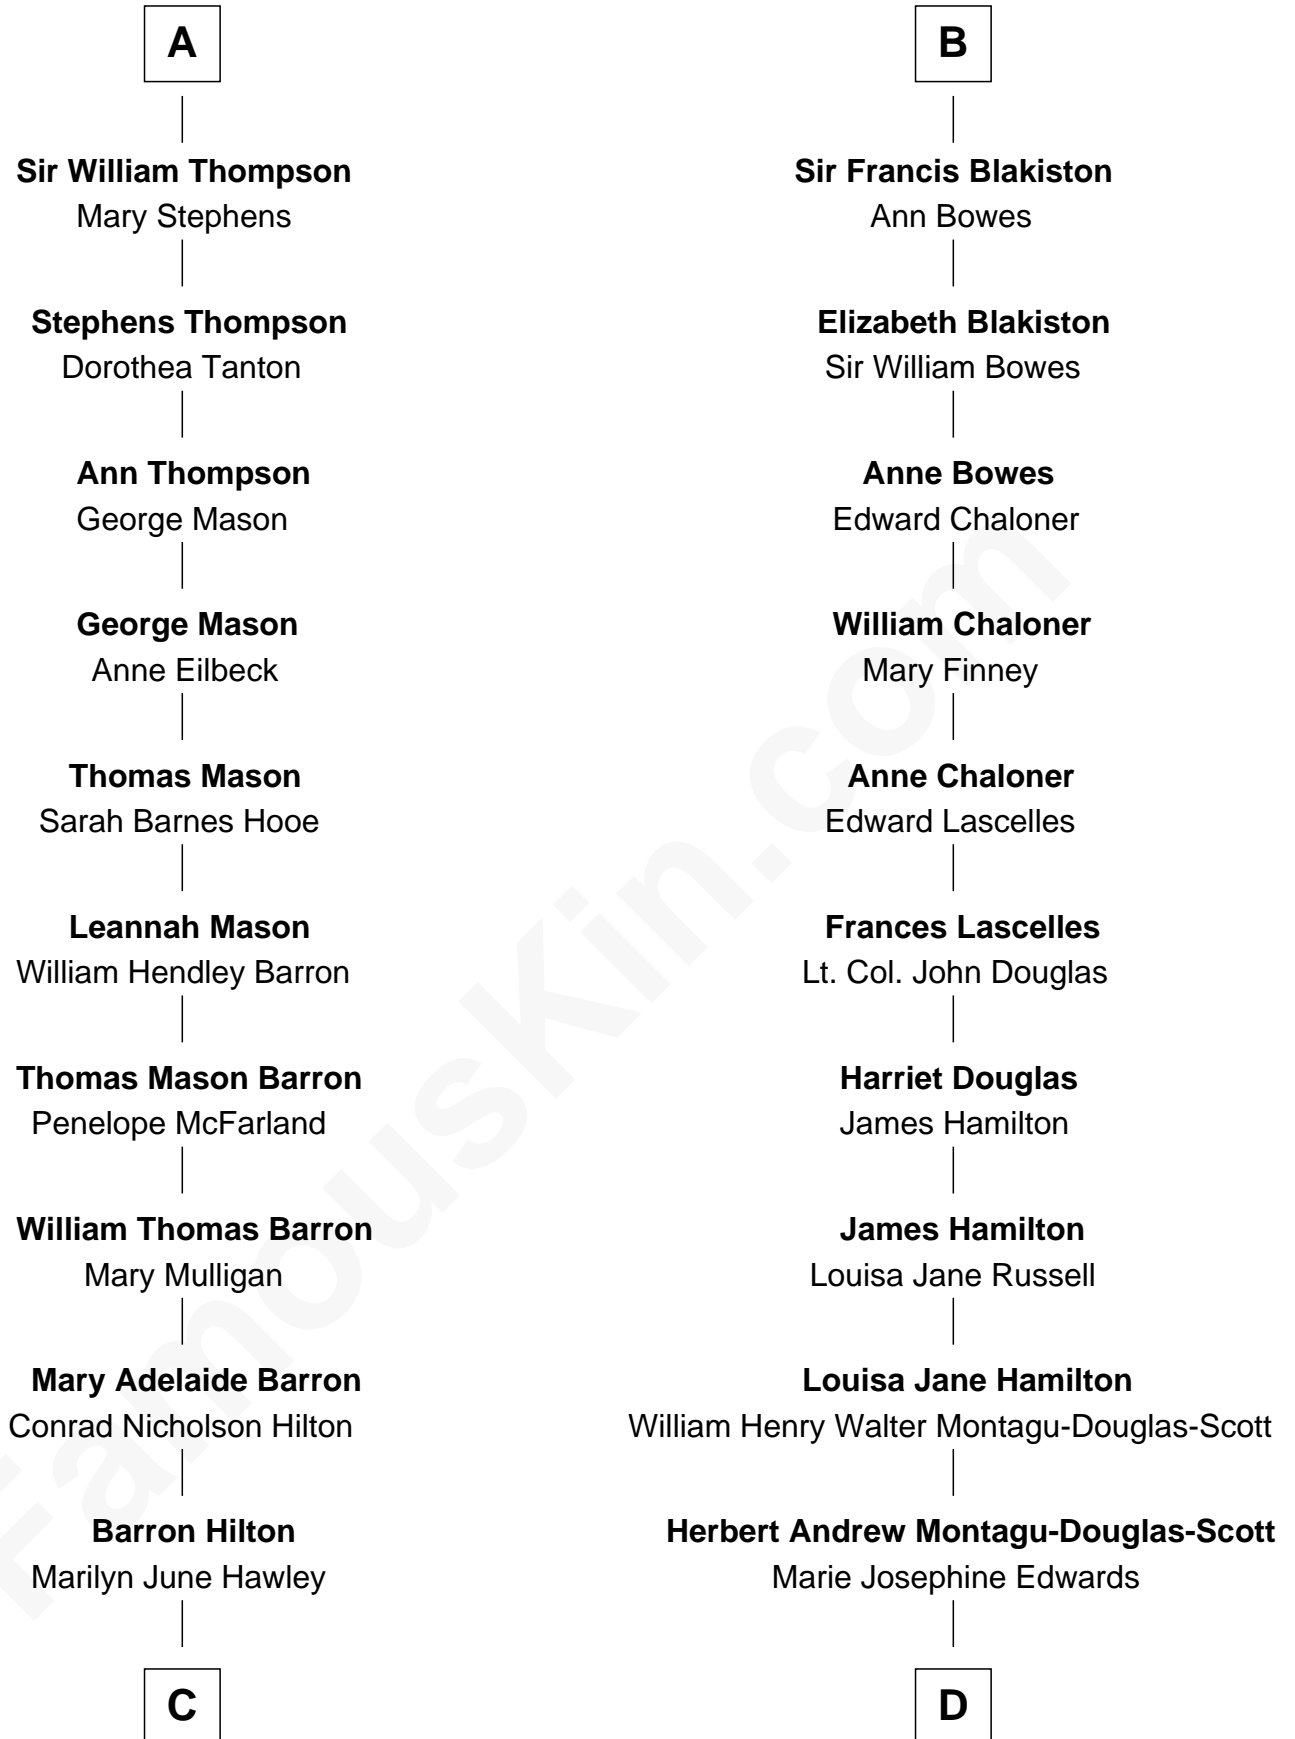 A
Sir William Thompson
Mary Stephens
Stephens Thompson
Dorothea Tanton
Ann Thompson
George Mason
George Mason
Anne Eilbeck
Thomas Mason
Sarah Barnes Hooe
Leannah Mason
William Hendley Barron
Thomas Mason Barron
Penelope McFarland
William Thomas Barron
Mary Mulligan
Mary Adelaide Barron
Conrad Nicholson Hilton
Barron Hilton
Marilyn June Hawley
C
B
Sir Francis Blakiston
Ann Bowes
Elizabeth Blakiston
Sir William Bowes
Anne Bowes
Edward Chaloner
William Chaloner
Mary Finney
Anne Chaloner
Edward Lascelles
Frances Lascelles
Lt. Col. John Douglas
Harriet Douglas
James Hamilton
James Hamilton
Louisa Jane Russell
Louisa Jane Hamilton
William Henry Walter Montagu-Douglas-Scott
Herbert Andrew Montagu-Douglas-Scott
Marie Josephine Edwards
D
FamousKin.com